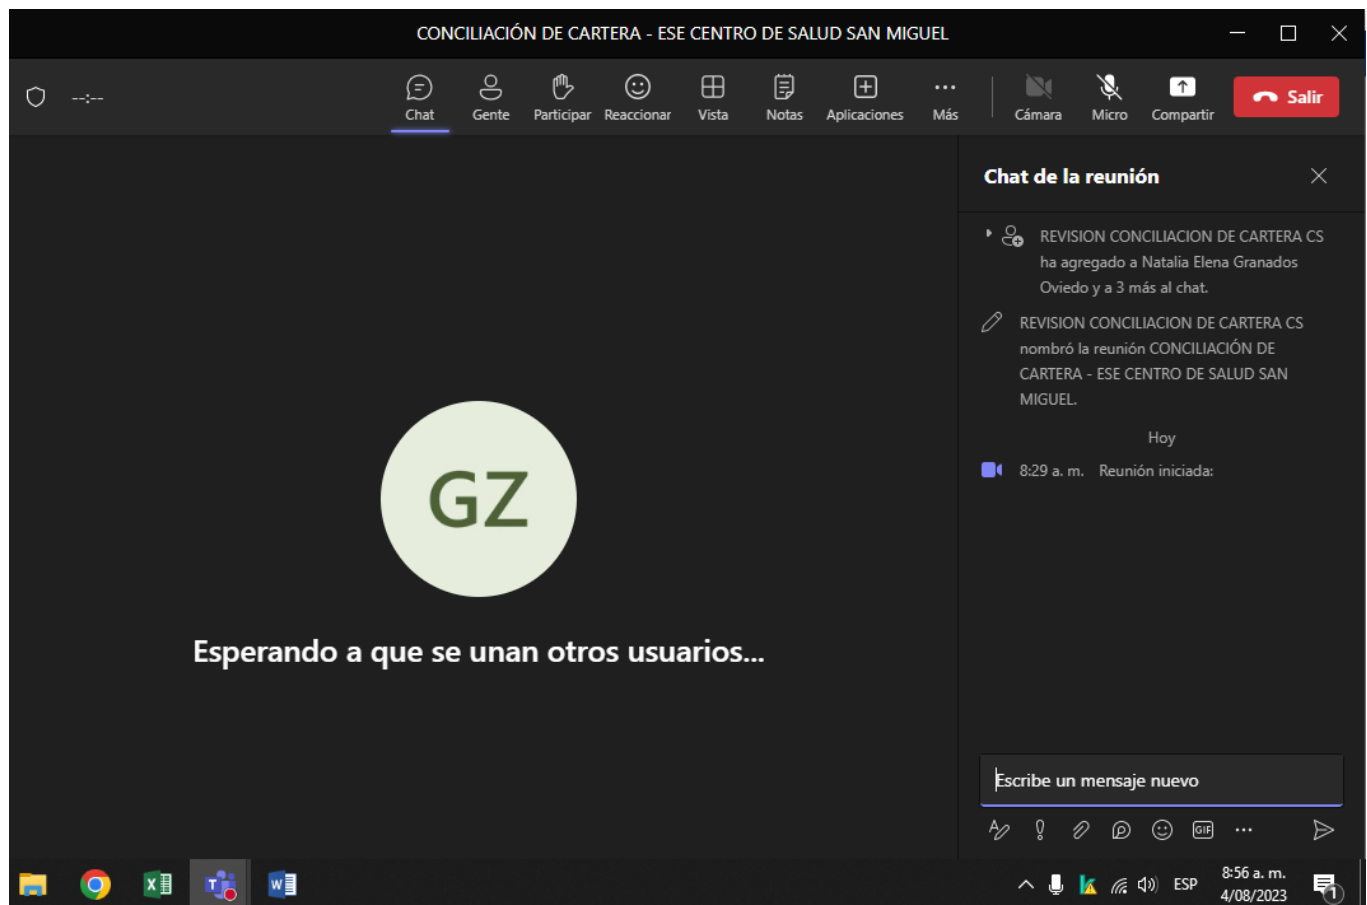 CONCILIACIÓN DE CARTERA - ESE CENTRO DE SALUD SAN MIGUEL
--:--
Chat
Gente
Participar
Reaccionar
Vista
Notas
Aplicaciones
Más
Cámara
Micro
Compartir
Salir
Chat de la reunión
REVISION CONCILIACION DE CARTERA CS
ha agregado a Natalia Elena Granados
Oviedo y a 3 más al chat.
REVISION CONCILIACION DE CARTERA CS
nombró la reunión CONCILIACIÓN DE
CARTERA - ESE CENTRO DE SALUD SAN
MIGUEL.
Hoy
8:29 a. m. Reunión iniciada:
GZ
Esperando a que se unan otros usuarios...
Escribe un mensaje nuevo
GIF
ESP
8:56 a. m.
4/08/2023
1